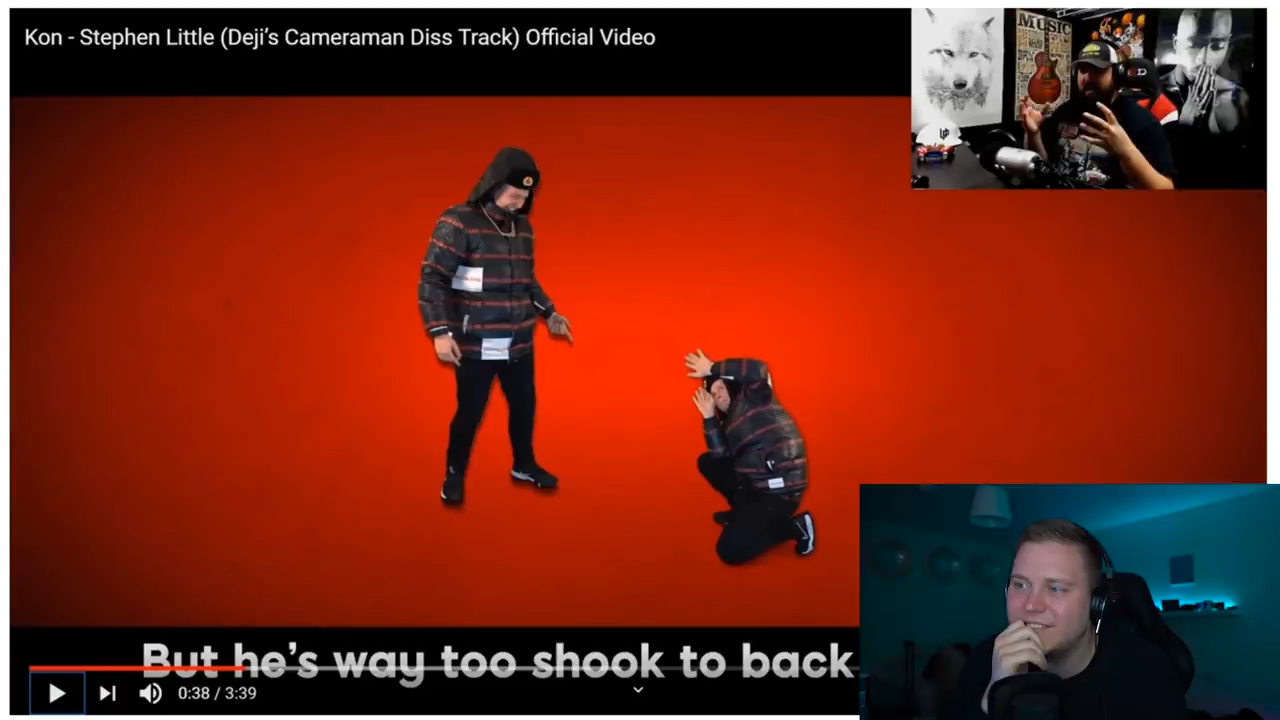 Kon - Stephen Little (Deji's Cameraman Diss Track) Official Video
MUSIC
But he's way too shook to back
0:38 / 3:39